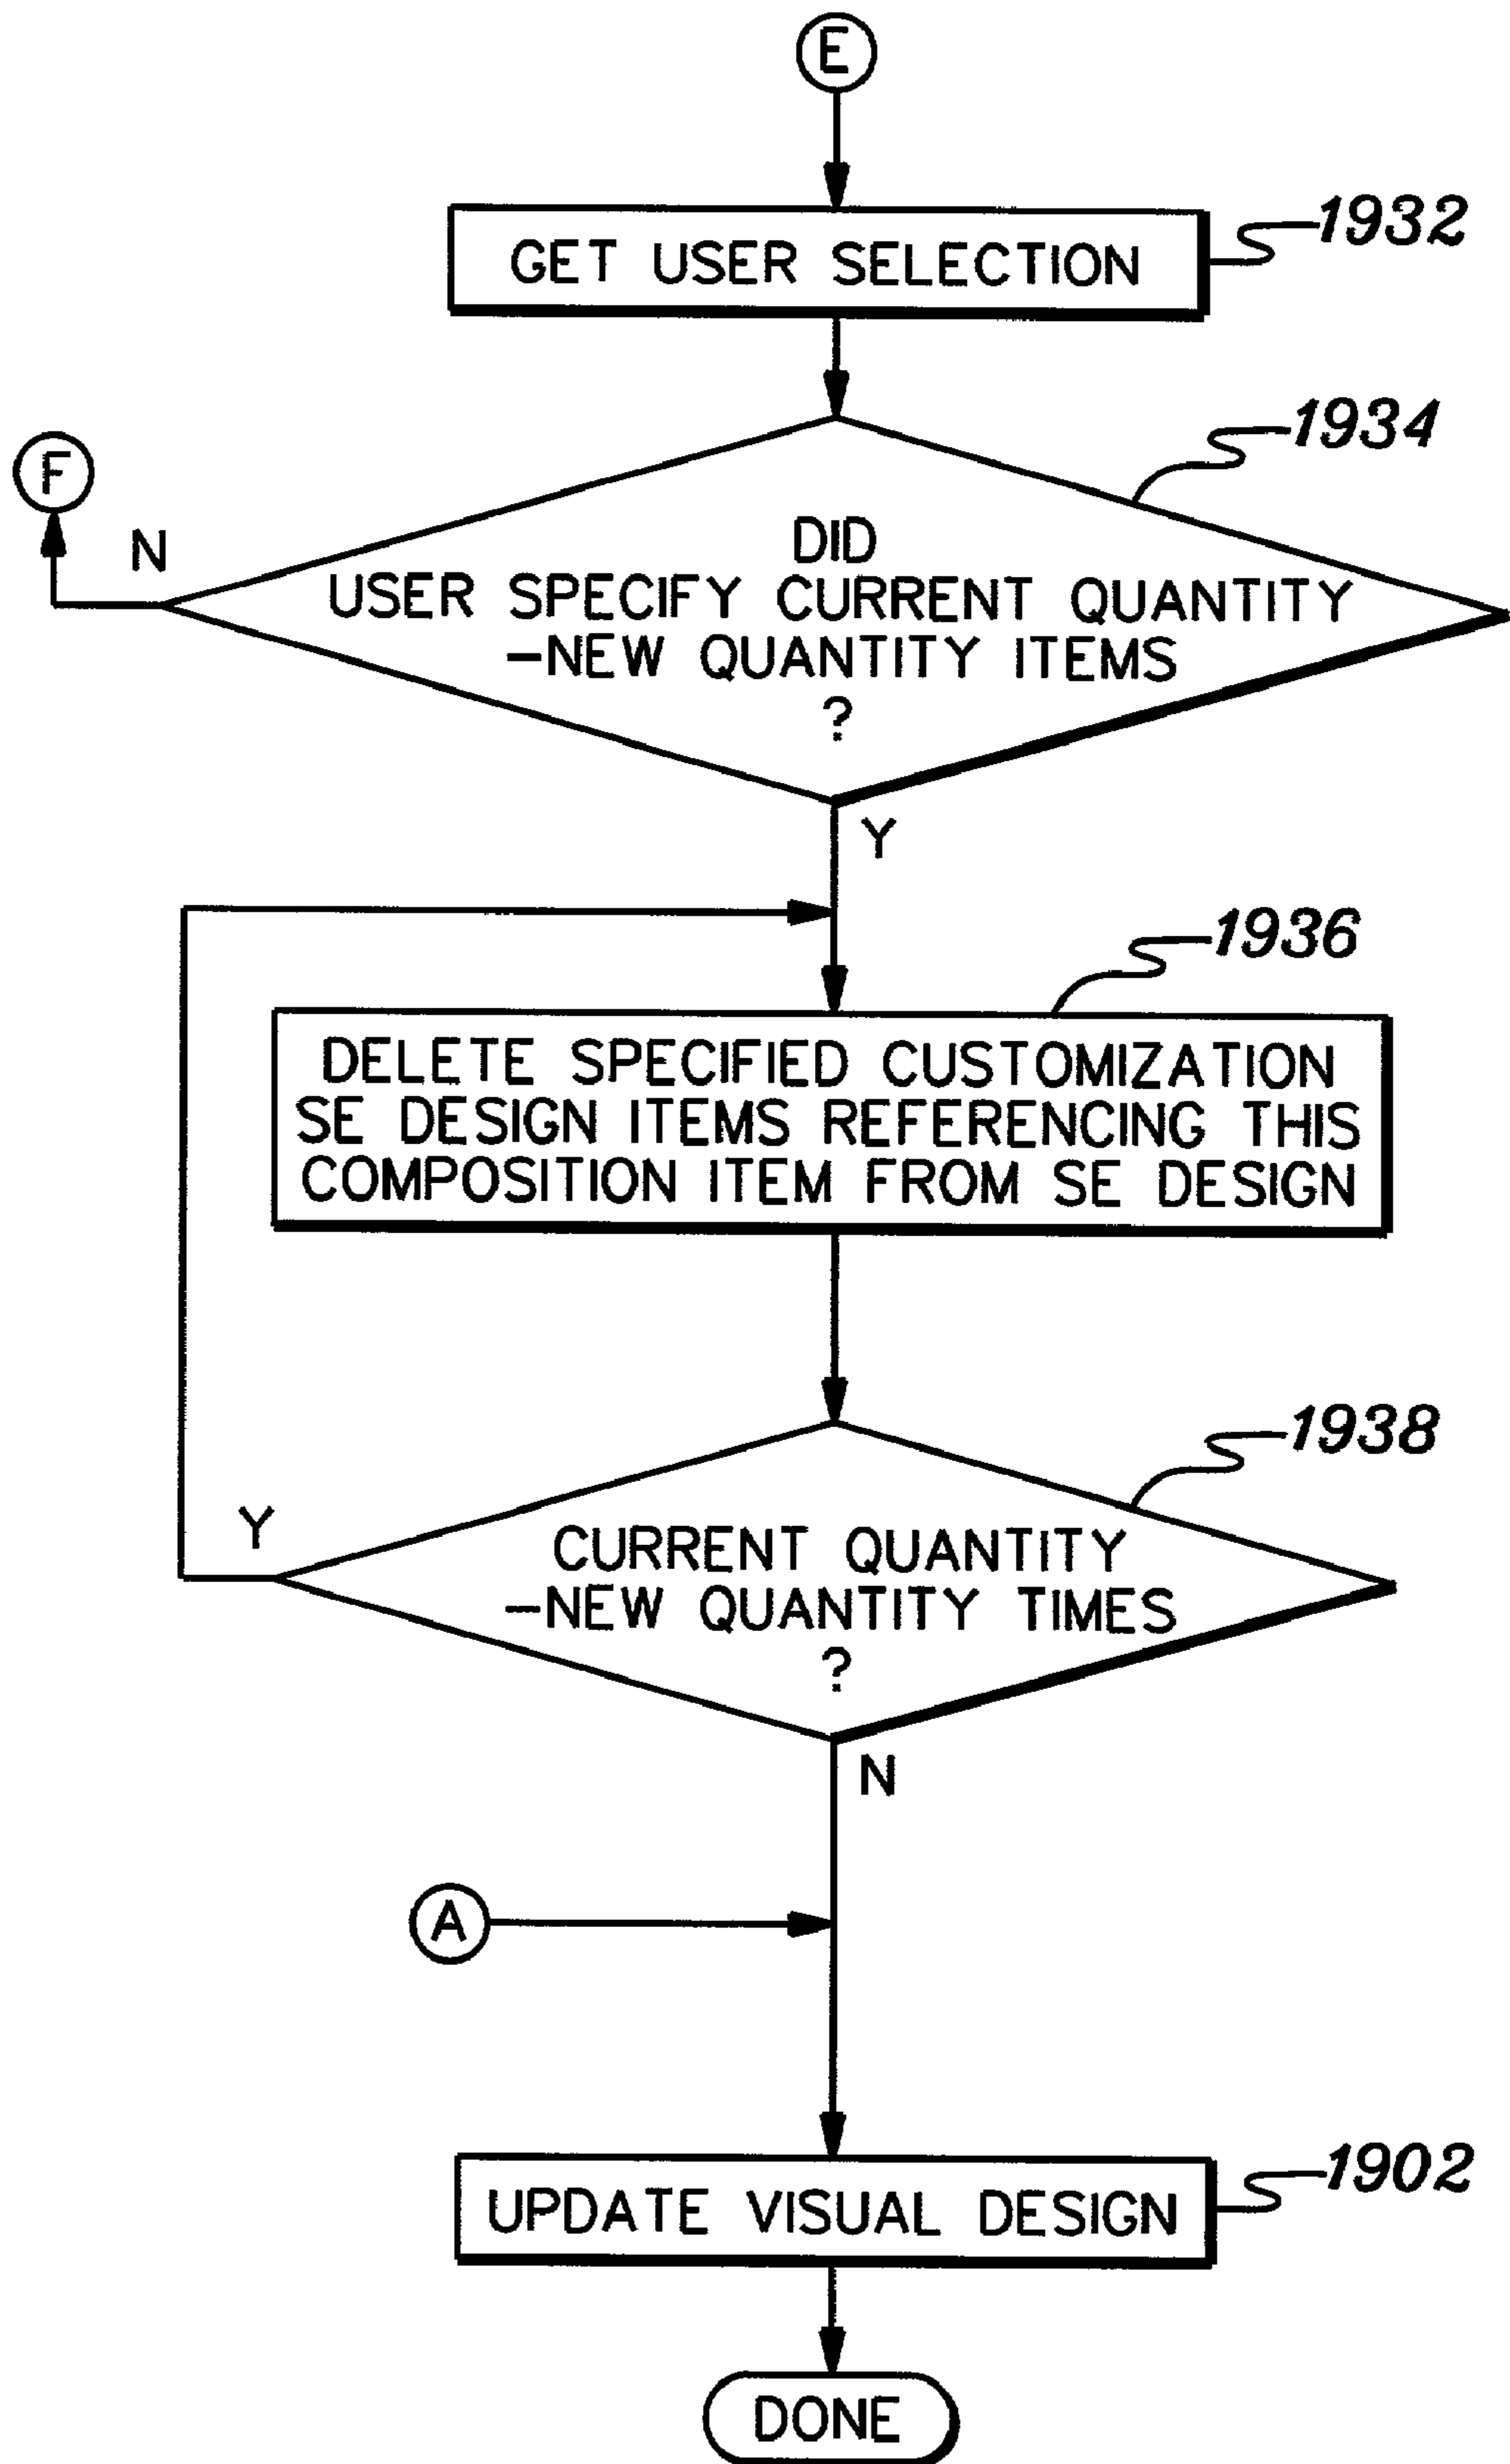 E
GET USER SELECTION
1932
1934
F
N
DID
USER SPECIFY CURRENT QUANTITY
-NEW QUANTITY ITEMS
?
Y
1936
DELETE SPECIFIED CUSTOMIZATION
SE DESIGN ITEMS REFERENCING THIS
COMPOSITION ITEM FROM SE DESIGN
1938
Y
CURRENT QUANTITY
-NEW QUANTITY TIMES
?
N
A
1902
UPDATE VISUAL DESIGN
DONE